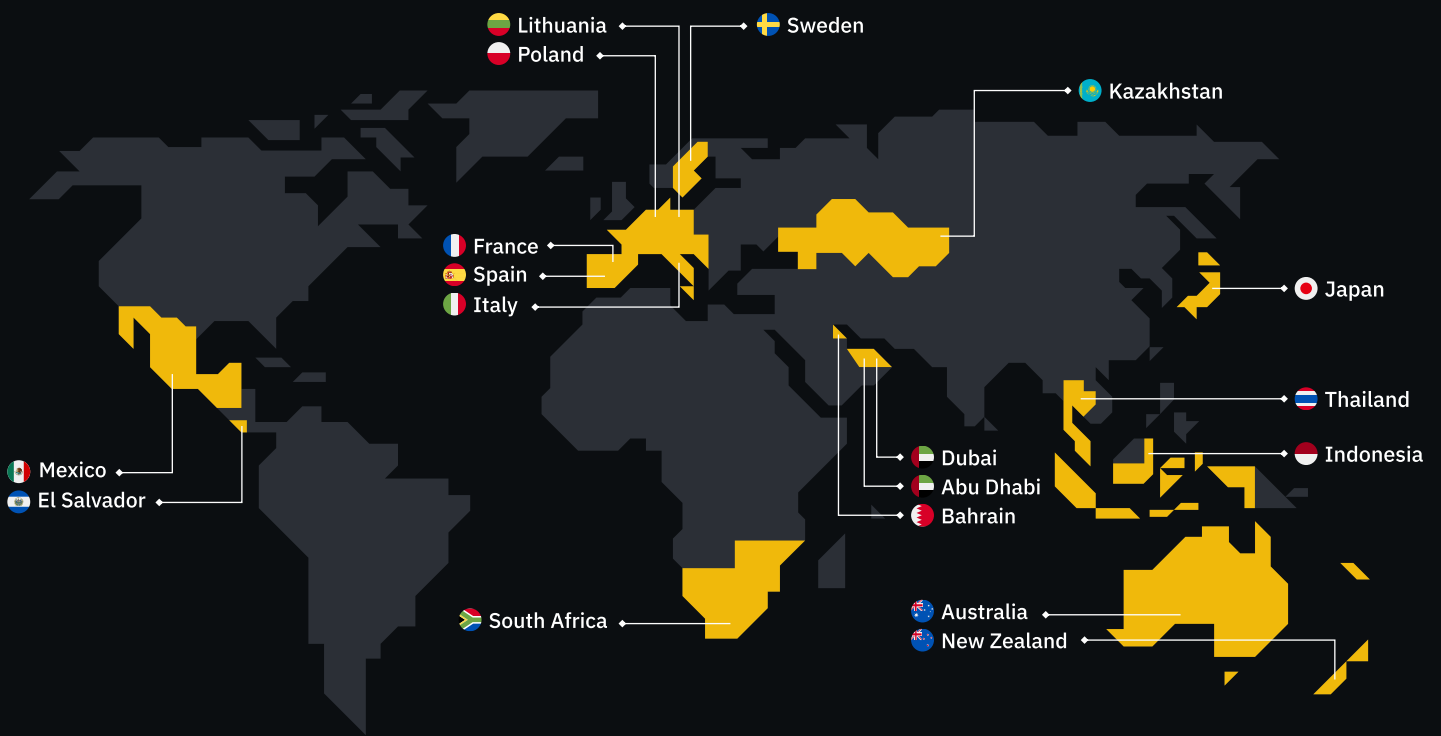 Lithuania
Sweden
Poland
Kazakhstan
France
Spain
Italy
Japan
Thailand
Indonesia
Mexico
El Salvador
Dubai
Abu Dhabi
Bahrain
South Africa
Australia
New Zealand